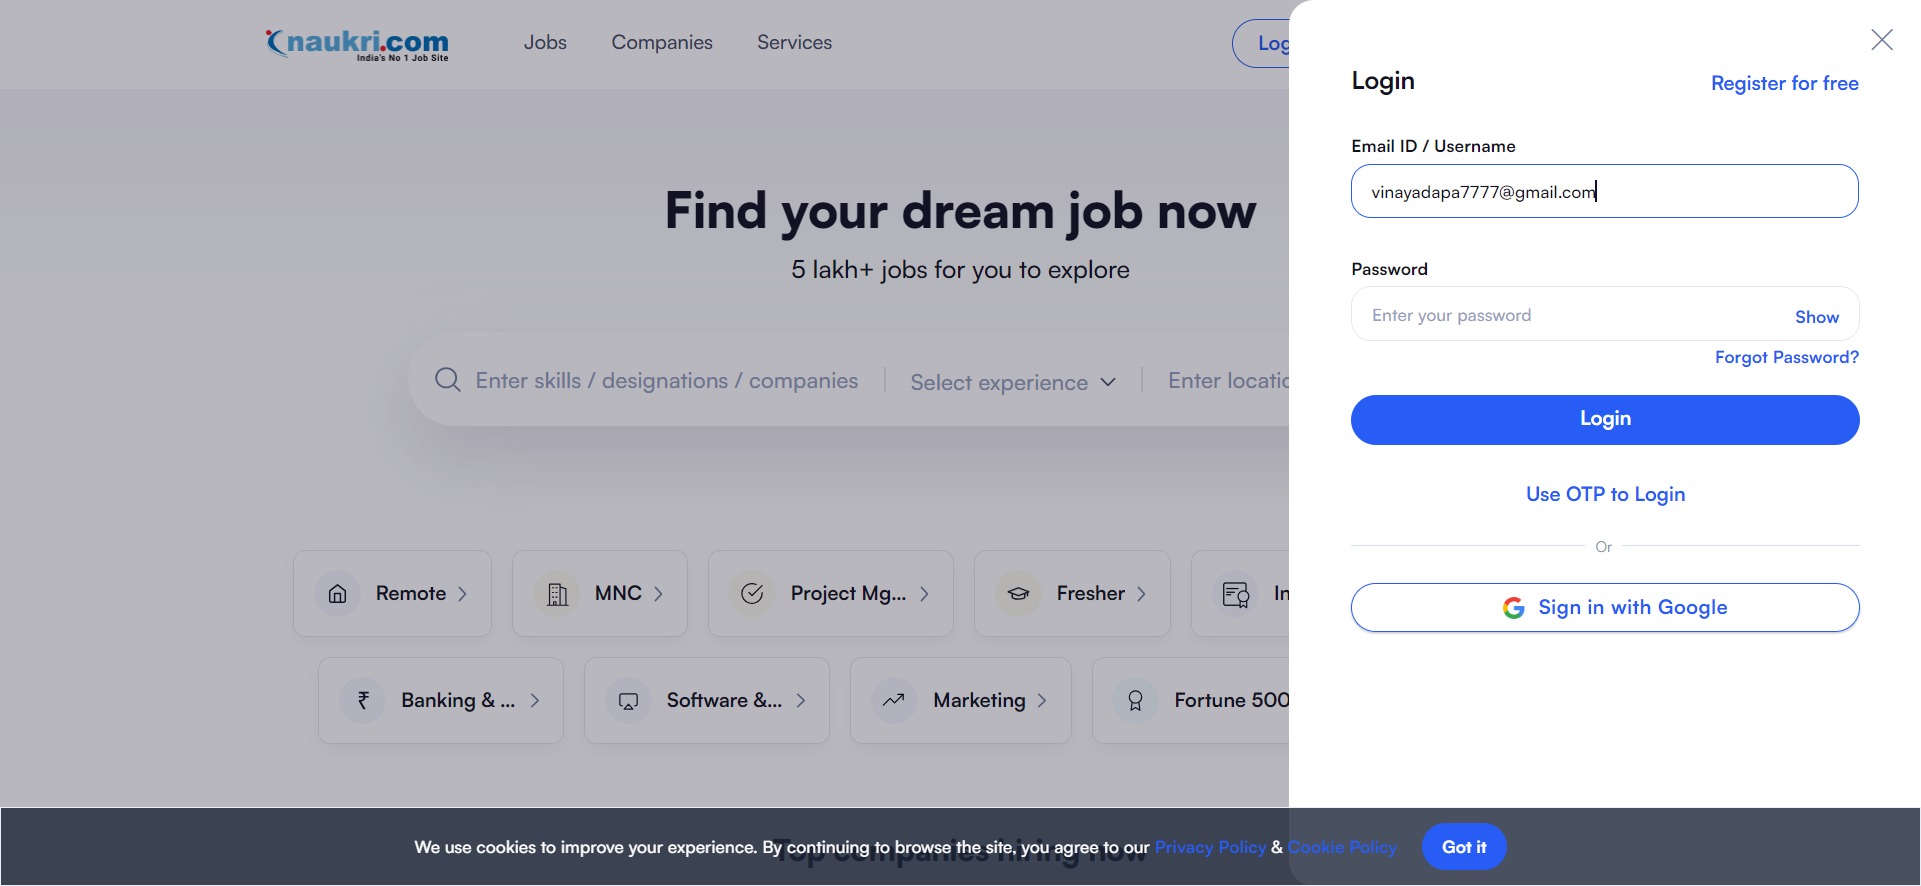 naukri.com
India's No 1 Job Site
Jobs
Companies
Services
Log
Find your dream job now
5 lakh+ jobs for you to explore
Enter skills / designations / companies
Select experience
Enter locatio
Remote
MNC
Project Mg...
Fresher
In
Banking & ...
Software &...
Marketing
Fortune 500
Login
Register for free
Email ID / Username
vinayadapa7777@gmail.com
Password
Enter your password
Show
Forgot Password?
Login
Use OTP to Login
Or
Sign in with Google
Top companies hiring now
We use cookies to improve your experience. By continuing to browse the site, you agree to our Privacy Policy & Cookie Policy
Got it